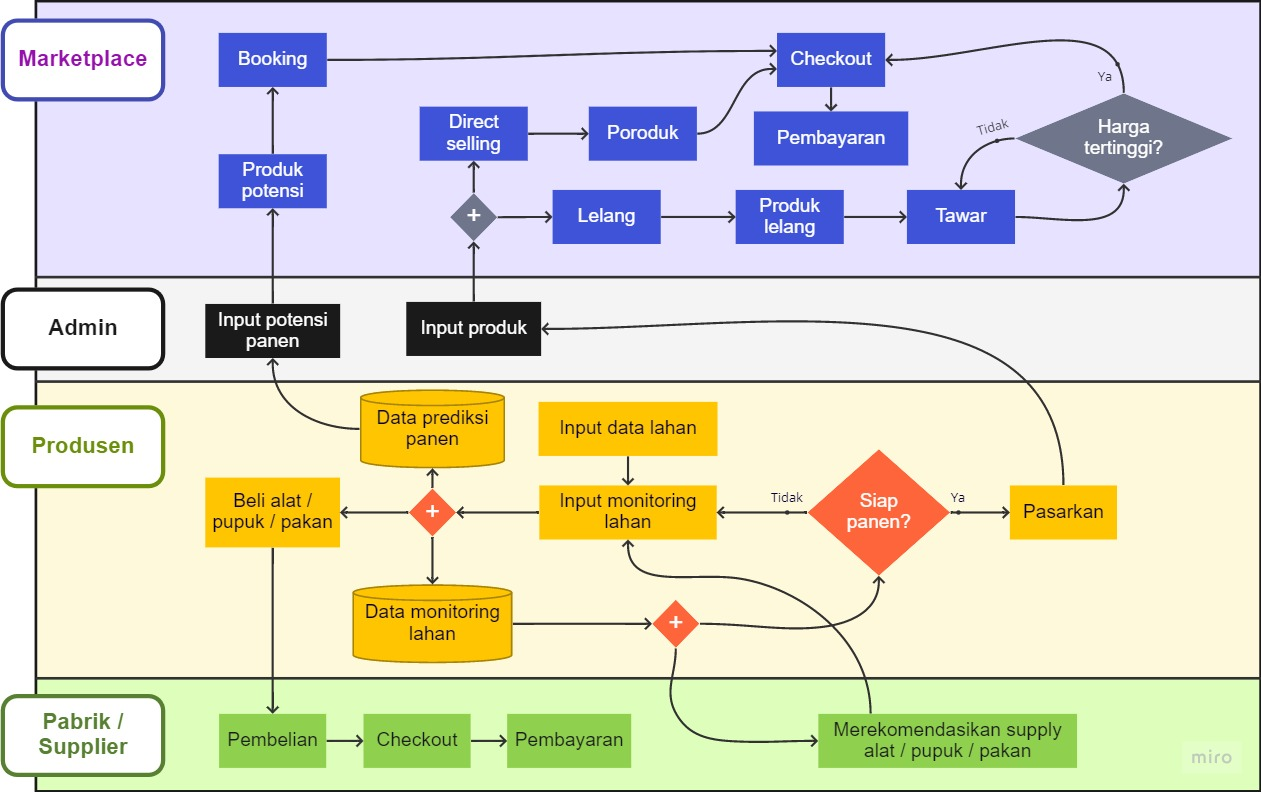 Marketplace
Booking
Checkout
Ya
Direct
selling
Poroduk
Pembayaran
Tidak
Harga
tertinggi?
Produk
potensi
+
Lelang
Produk
lelang
Tawar
Admin
Input potensi
panen
Input produk
Produsen
Data prediksi
panen
Input data lahan
Beli alat /
pupuk / pakan
+
Input monitoring
lahan
Tidak
Siap
panen?
Ya
Pasarkan
Data monitoring
lahan
+
Pabrik /
Supplier
Pembelian
Checkout
Pembayaran
Merekomendasikan supply
alat / pupuk / pakan
miro